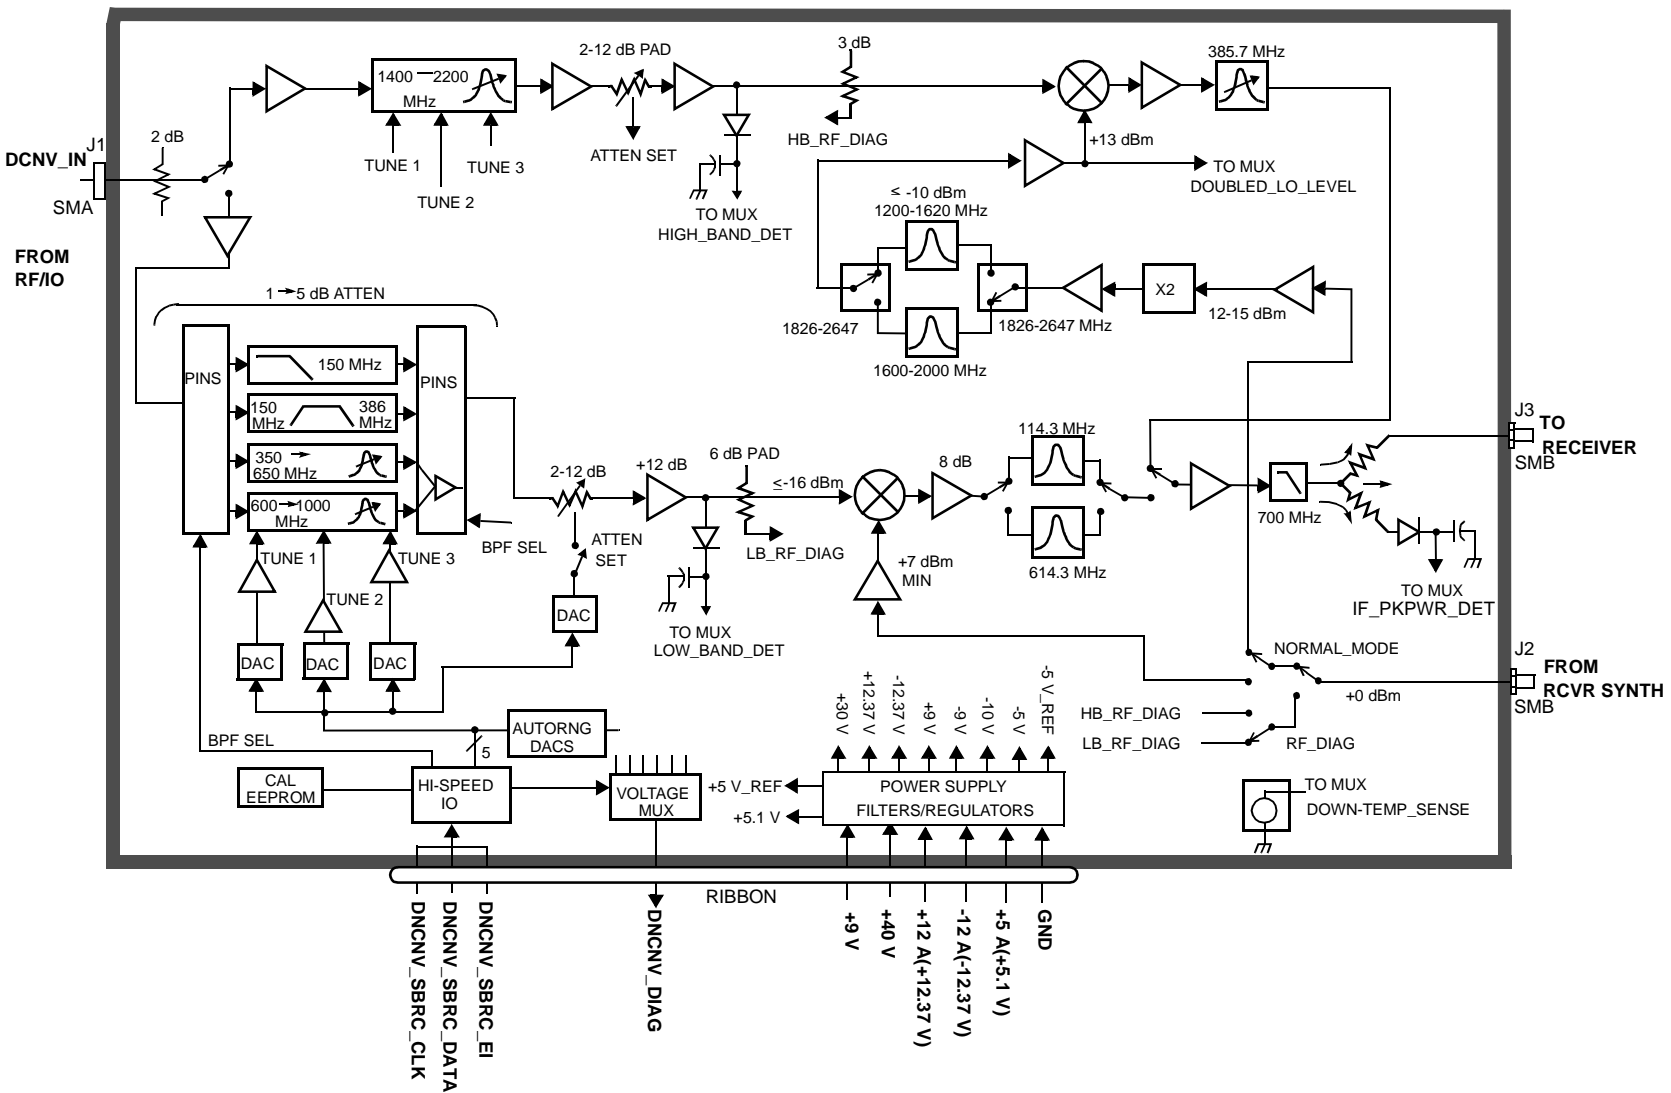 2-12 dB PAD
3 dB
385.7 MHz
1400 2200
MHz
J1
2 dB
DCNV_IN
SMA
TUNE 1
TUNE 3
TUNE 2
ATTEN SET
HB_RF_DIAG
+13 dBm
TO MUX
DOUBLED_LO_LEVEL
TO MUX
HIGH_BAND_DET
≤ -10 dBm
1200-1620 MHz
FROM
RF/IO
1 5 dB ATTEN
X2
12-15 dBm
1826-2647
1826-2647 MHz
1600-2000 MHz
PINS
150 MHz
PINS
150
MHz
386
MHz
350
650 MHz
600 1000
MHz
BPF SEL
TUNE 1
TUNE 3
TUNE 2
DAC
DAC
DAC
2-12 dB
+12 dB
6 dB PAD
≤-16 dBm
8 dB
114.3 MHz
614.3 MHz
ATTEN
SET
DAC
LB_RF_DIAG
TO MUX
LOW_BAND_DET
+7 dBm
MIN
700 MHz
J3
TO
RECEIVER
SMB
TO MUX
IF_PKPWR_DET
NORMAL_MODE
J2
FROM
RCVR SYNTH
SMB
+0 dBm
HB_RF_DIAG
LB_RF_DIAG
RF_DIAG
BPF SEL
5
AUTORNG
DACS
CAL
EEPROM
HI-SPEED
IO
VOLTAGE
MUX
+30 V
+12.37 V
-12.37 V
+9 V
-9 V
-10 V
-5 V
-5 V_REF
+5 V_REF
+5.1 V
POWER SUPPLY
FILTERS/REGULATORS
TO MUX
DOWN-TEMP_SENSE
RIBBON
DNCNV_SBRC_CLK
DNCNV_SBRC_DATA
DNCNV_SBRC_EI
DNCNV_DIAG
+9 V
+40 V
+12 A(+12.37 V)
-12 A(-12.37 V)
+5 A(+5.1 V)
GND